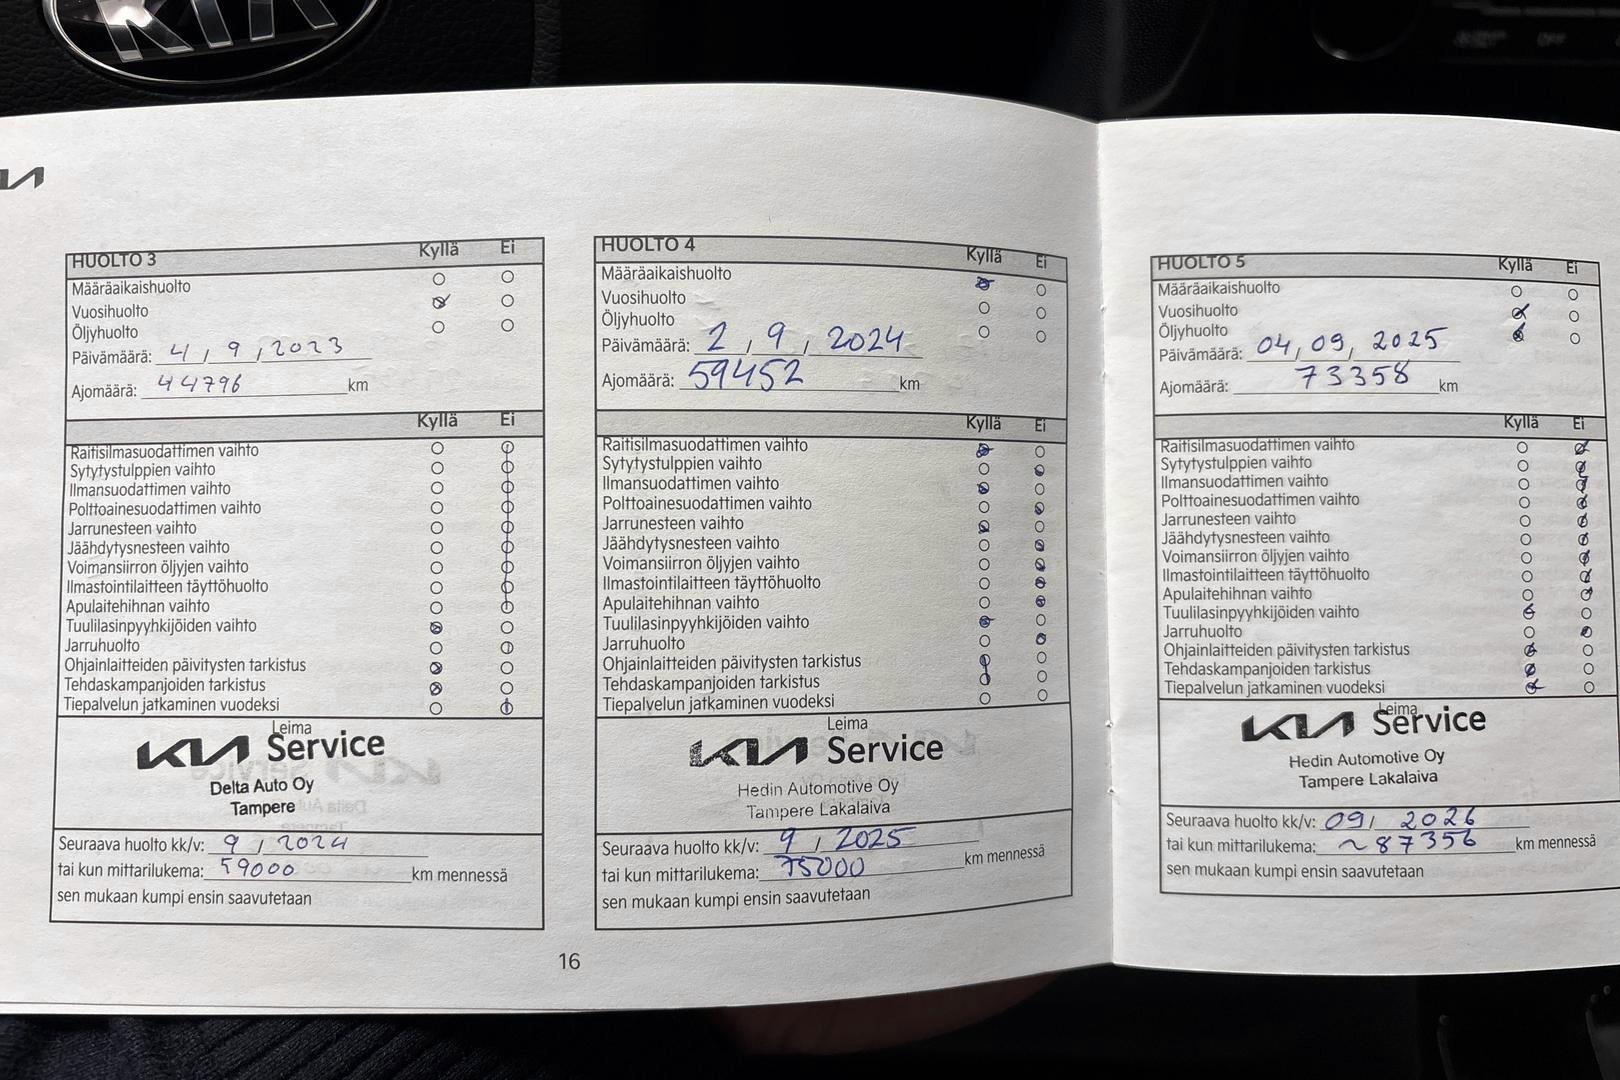 KIA
OFF
HUOLTO 3 Kyllä Ei
Määräaikaishuolto
Vuosihuolto
Öljyhuolto
Päivämäärä: 4 , 9 , 2023
Ajomäärä: 44796 km
Kyllä Ei
Raitisilmasuodattimen vaihto
Sytytystulppien vaihto
Ilmansuodattimen vaihto
Polttoainesuodattimen vaihto
Jarrunesteen vaihto
Jäähdytysnesteen vaihto
Voimansiirron öljyjen vaihto
Ilmastointilaitteen täyttöhuolto
Apulaitehihnan vaihto
Tuulilasinpyyhkijöiden vaihto
Jarruhuolto
Ohjainlaitteiden päivitysten tarkistus
Tehdaskampanjoiden tarkistus
Tiepalvelun jatkaminen vuodeksi
Leima
KIA Service
Delta Auto Oy
Tampere
Seuraava huolto kk/v: 9 / 2024
tai kun mittarilukema: 59000 km mennessä
sen mukaan kumpi ensin saavutetaan
HUOLTO 4 Kyllä Ei
Määräaikaishuolto
Vuosihuolto
Öljyhuolto
Päivämäärä: 2 , 9 , 2024
Ajomäärä: 59452 km
Kyllä Ei
Raitisilmasuodattimen vaihto
Sytytystulppien vaihto
Ilmansuodattimen vaihto
Polttoainesuodattimen vaihto
Jarrunesteen vaihto
Jäähdytysnesteen vaihto
Voimansiirron öljyjen vaihto
Ilmastointilaitteen täyttöhuolto
Apulaitehihnan vaihto
Tuulilasinpyyhkijöiden vaihto
Jarruhuolto
Ohjainlaitteiden päivitysten tarkistus
Tehdaskampanjoiden tarkistus
Tiepalvelun jatkaminen vuodeksi
Leima
KIA Service
Hedin Automotive Oy
Tampere Lakalaiva
Seuraava huolto kk/v: 9 / 2025
tai kun mittarilukema: 75000 km mennessä
sen mukaan kumpi ensin saavutetaan
16
HUOLTO 5 Kyllä Ei
Määräaikaishuolto
Vuosihuolto
Öljyhuolto
Päivämäärä: 04, 09, 2025
Ajomäärä: 73358 km
Kyllä Ei
Raitisilmasuodattimen vaihto
Sytytystulppien vaihto
Ilmansuodattimen vaihto
Polttoainesuodattimen vaihto
Jarrunesteen vaihto
Jäähdytysnesteen vaihto
Voimansiirron öljyjen vaihto
Ilmastointilaitteen täyttöhuolto
Apulaitehihnan vaihto
Tuulilasinpyyhkijöiden vaihto
Jarruhuolto
Ohjainlaitteiden päivitysten tarkistus
Tehdaskampanjoiden tarkistus
Tiepalvelun jatkaminen vuodeksi
Leima
KIA Service
Hedin Automotive Oy
Tampere Lakalaiva
Seuraava huolto kk/v: 09/ 2026
tai kun mittarilukema: ~87356 km mennessä
sen mukaan kumpi ensin saavutetaan